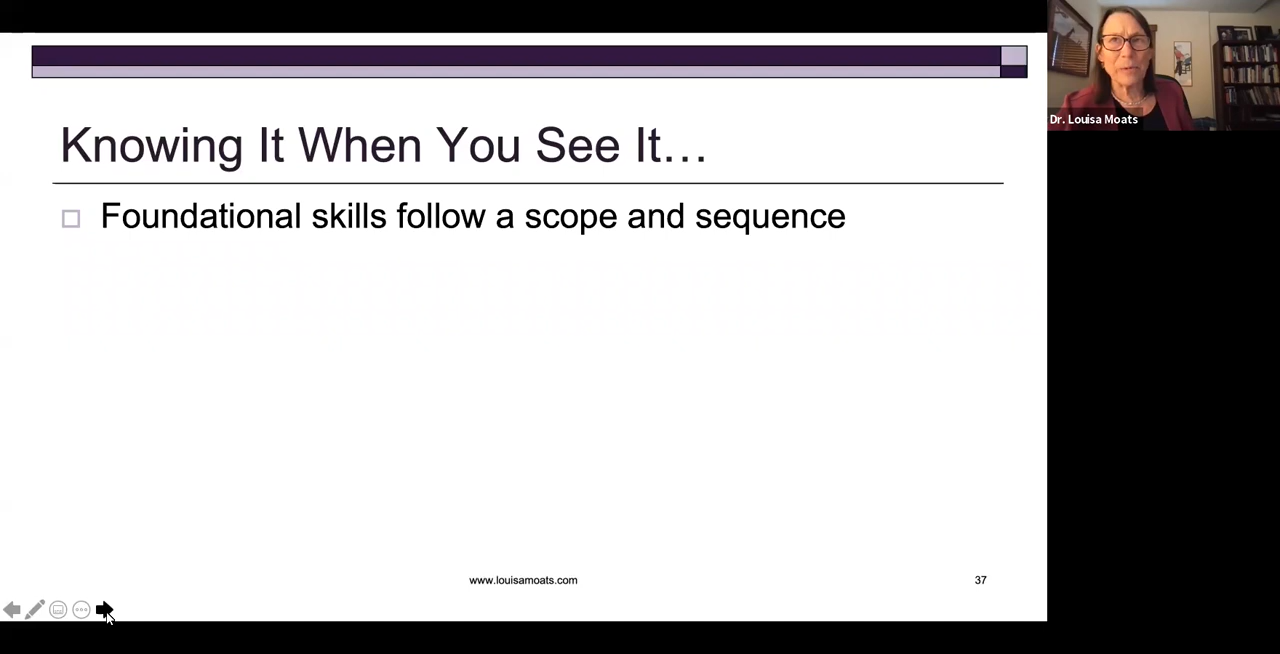 Knowing It When You See It…
Foundational skills follow a scope and sequence
www.louisamoats.com
37
Dr. Louisa Moats